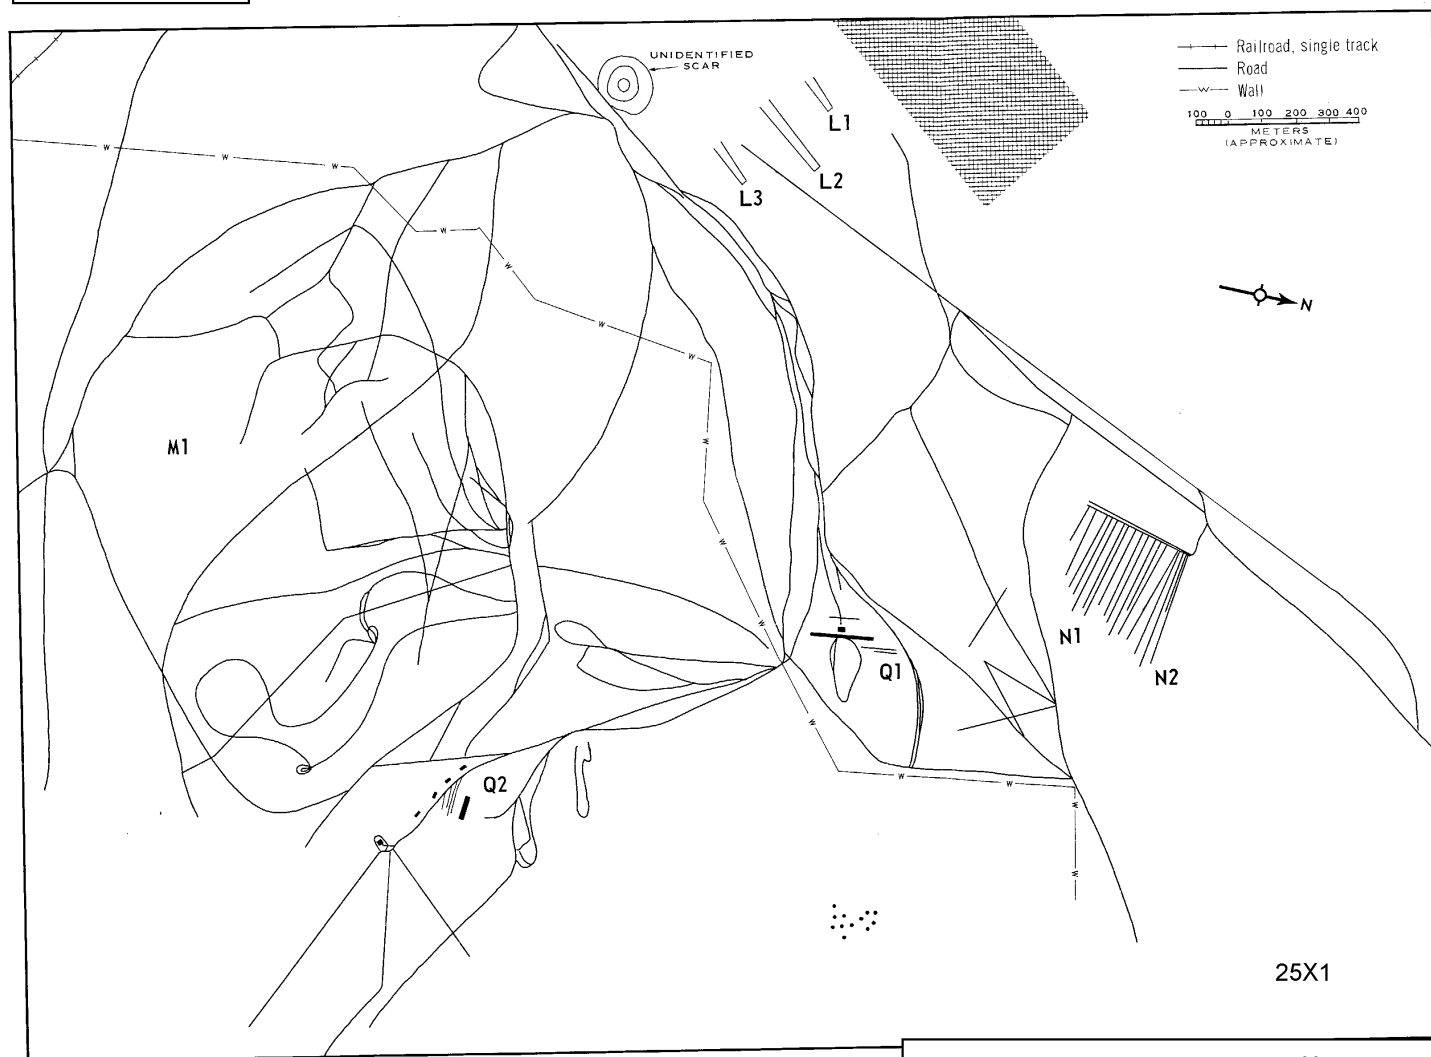 UNIDENTIFIED
SCAR
Railroad, single track
Road
W Wall
100 0 100 200 300 400
METERS
(APPROXIMATE)
L1
L2
L3
W W W
W
W
N
W
W
M1
W
W
N1
W
Q1
N2
W
W W
Q2
W
W
25X1